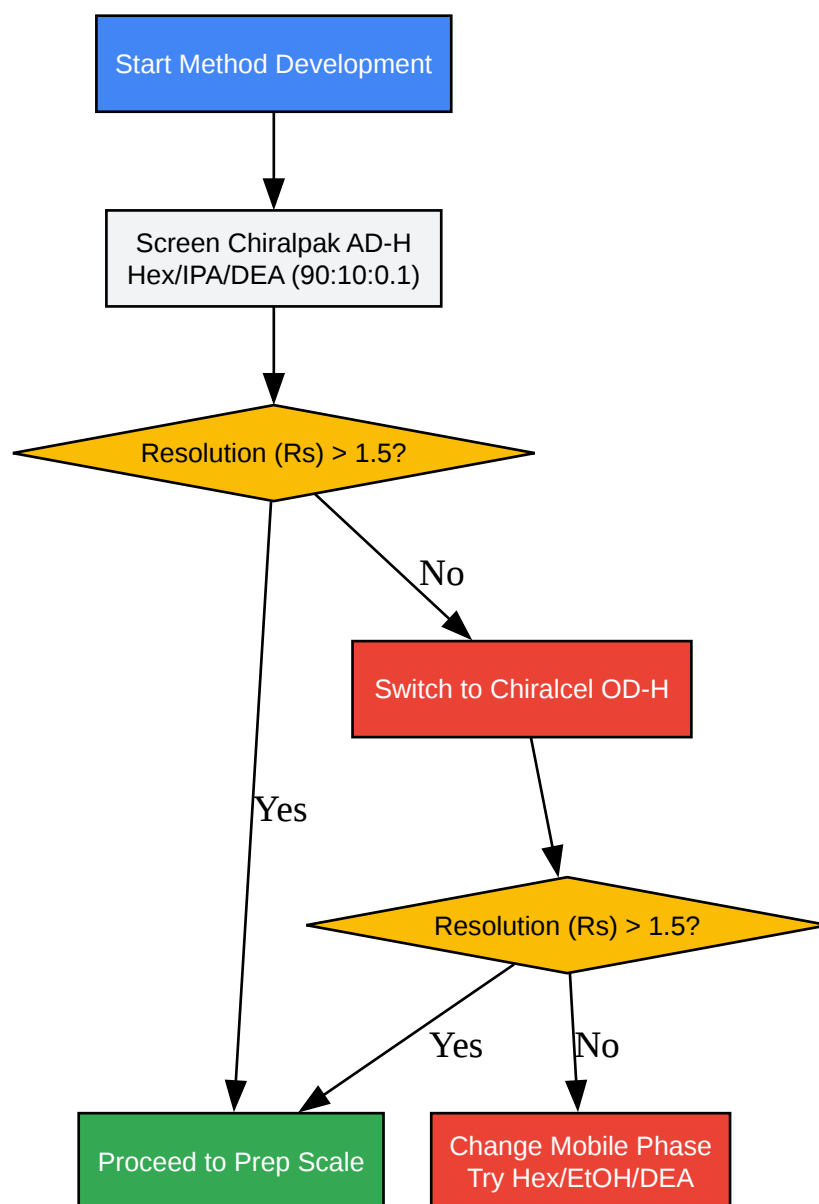 Start Method Development
Screen Chiralpak AD-H
Hex/IPA/DEA (90:10:0.1)
Resolution (Rs) > 1.5?
No
Switch to Chiralcel OD-H
Yes
Resolution (Rs) > 1.5?
Yes
No
Proceed to Prep Scale
Change Mobile Phase
Try Hex/EtOH/DEA